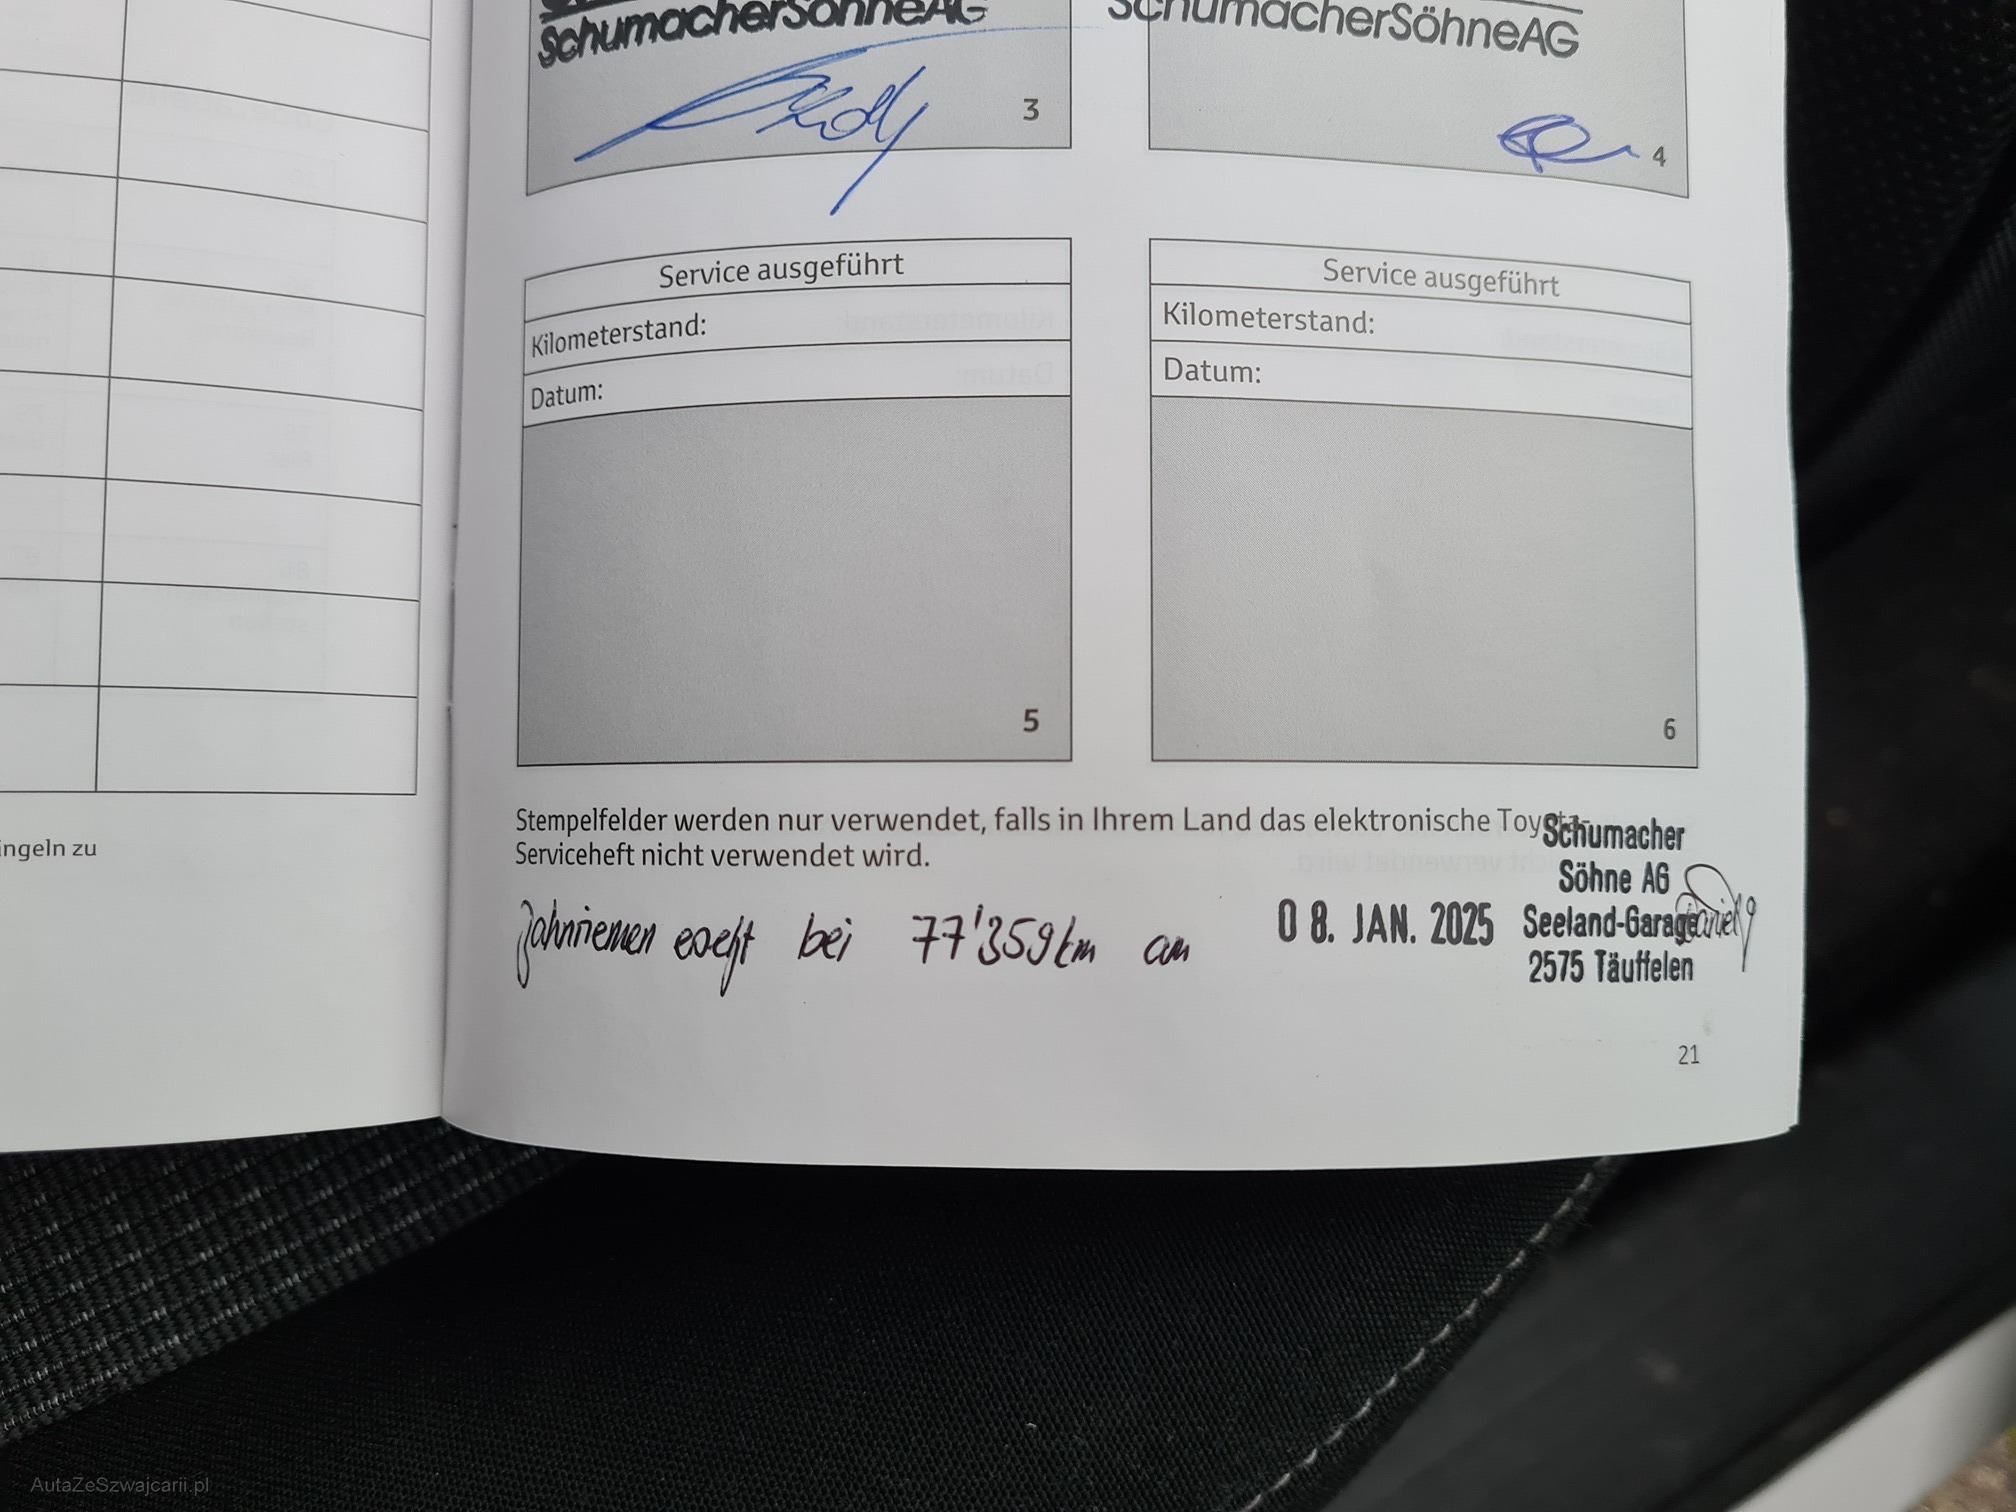 SchumacherSöhneAG
3
SchumacherSöhneAG
4
Service ausgeführt
Kilometerstand:
Datum:
5
Service ausgeführt
Kilometerstand:
Datum:
6
ingeln zu
Stempelfelder werden nur verwendet, falls in Ihrem Land das elektronische Toyota-
Serviceheft nicht verwendet wird.
Zahnriemen ersetzt bei 77'359km am 08. JAN. 2025
Schumacher
Söhne AG
Seeland-Garage
2575 Täuffelen
21
AutaZeSzwajcarii.pl